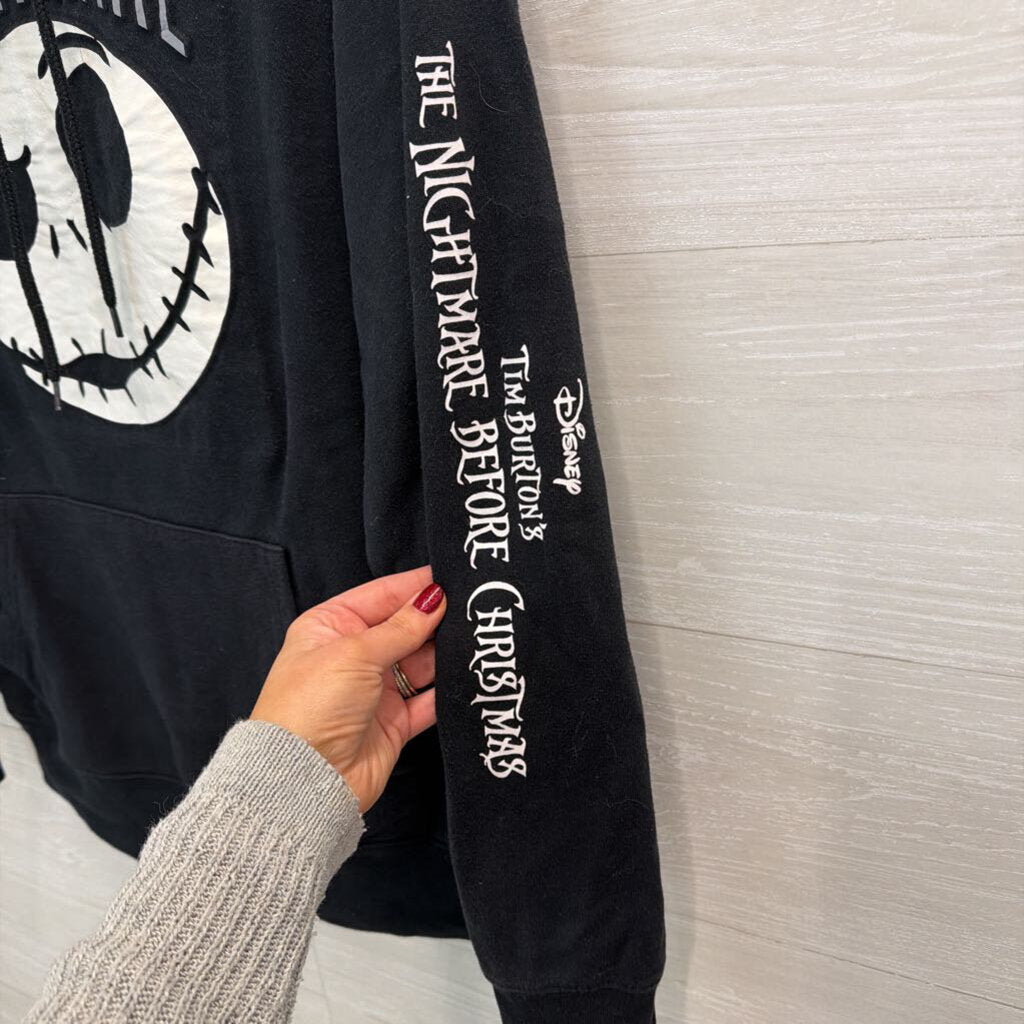 Disney
Tim Burton's
The Nightmare Before Christmas